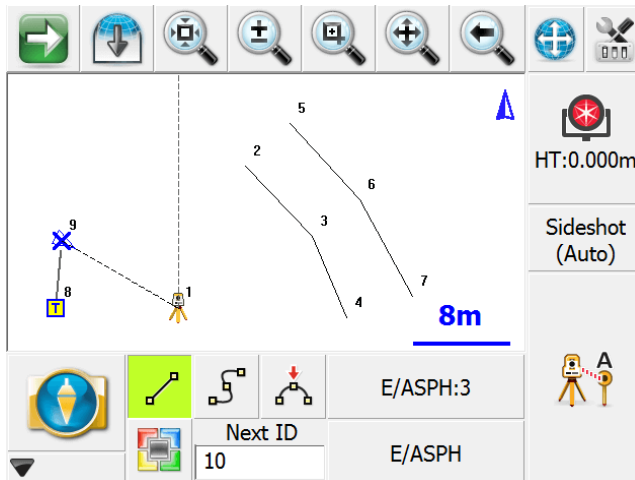 5
2
HT:0.000m
6
9
3
Sideshot
(Auto)
7
8
T
1
4
8m
A
E/ASPH:3
Next ID
10
E/ASPH